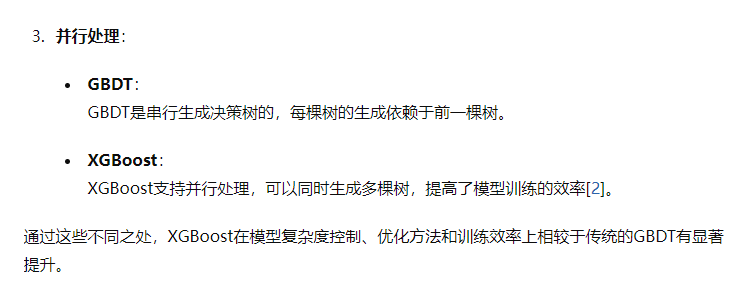 3. 并行处理：
• GBDT：
GBDT是串行生成决策树的，每棵树的生成依赖于前一棵树。
• XGBoost：
XGBoost支持并行处理，可以同时生成多棵树，提高了模型训练的效率[2]。
通过这些不同之处，XGBoost在模型复杂度控制、优化方法和训练效率上相较于传统的GBDT有显著
提升。